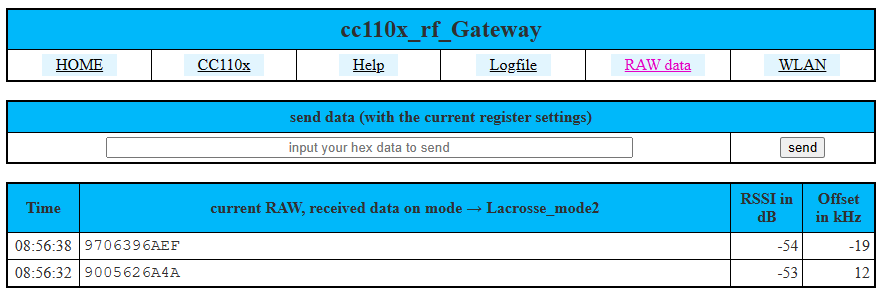 cc110x_rf_Gateway
HOME CC110x Help Logfile RAW data WLAN
send data (with the current register settings)
input your hex data to send send
Time current RAW, received data on mode → Lacrosse_mode2 RSSI in dB Offset in kHz
08:56:38 9706396AEF -54 -19
08:56:32 9005626A4A -53 12